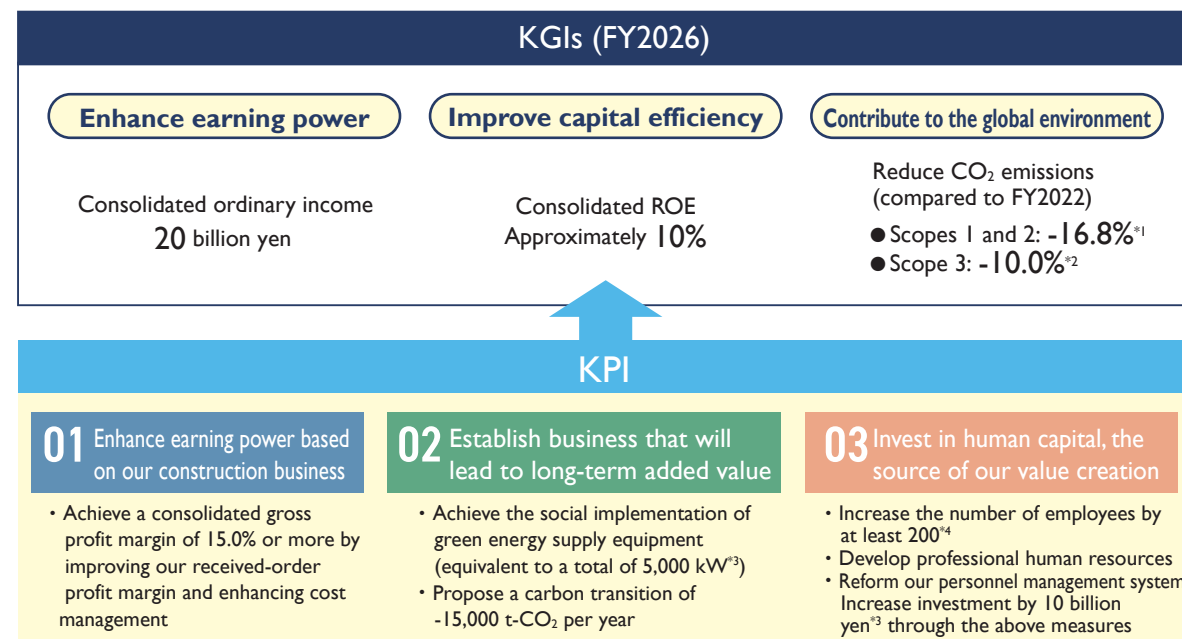 KGIs (FY2026)
Enhance earning power
Consolidated ordinary income
20 billion yen
Improve capital efficiency
Consolidated ROE
Approximately 10%
Contribute to the global environment
Reduce CO₂ emissions
(compared to FY2022)
● Scopes 1 and 2: -16.8%*1
● Scope 3: -10.0%*2
KPI
01 Enhance earning power based
on our construction business
・Achieve a consolidated gross
profit margin of 15.0% or more by
improving our received-order
profit margin and enhancing cost
management
02 Establish business that will
lead to long-term added value
・Achieve the social implementation of
green energy supply equipment
(equivalent to a total of 5,000 kW*3)
・Propose a carbon transition of
-15,000 t-CO₂ per year
03 Invest in human capital, the
source of our value creation
・Increase the number of employees by
at least 200*4
・Develop professional human resources
・Reform our personnel management system
Increase investment by 10 billion
yen*3 through the above measures